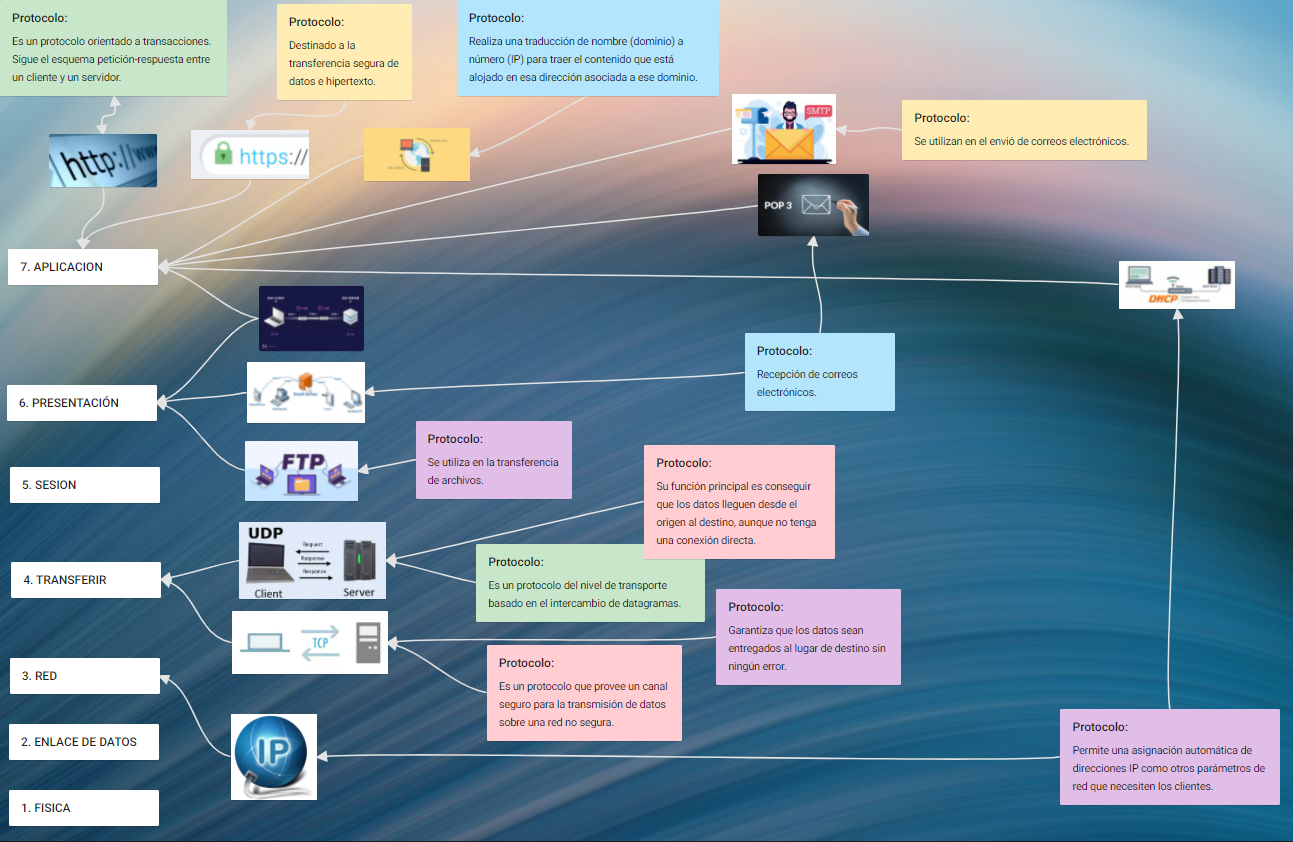 Protocolo:
Es un protocolo orientado a transacciones.
Sigue el esquema petición-respuesta entre
un cliente y un servidor.
Protocolo:
Destinado a la
transferencia segura de
datos e hipertexto.
Protocolo:
Realiza una traducción de nombre (dominio) a
número (IP) para traer el contenido que está
alojado en esa dirección asociada a ese dominio.
SMTP
Protocolo:
Se utilizan en el envió de correos electrónicos.
http://www
https://
POP 3
7. APLICACION
DHCP
Protocolo:
Recepción de correos
electrónicos.
6. PRESENTACIÓN
Protocolo:
Se utiliza en la transferencia
de archivos.
FTP
5. SESION
Protocolo:
Su función principal es conseguir
que los datos lleguen desde el
origen al destino, aunque no tenga
una conexión directa.
UDP
Request
Response
Response
Client
Server
Protocolo:
Es un protocolo del nivel de transporte
basado en el intercambio de datagramas.
4. TRANSFERIR
TCP
Protocolo:
Garantiza que los datos sean
entregados al lugar de destino sin
ningún error.
Protocolo:
Es un protocolo que provee un canal
seguro para la transmisión de datos
sobre una red no segura.
3. RED
IP
Protocolo:
Permite una asignación automática de
direcciones IP como otros parámetros de
red que necesiten los clientes.
2. ENLACE DE DATOS
1. FISICA